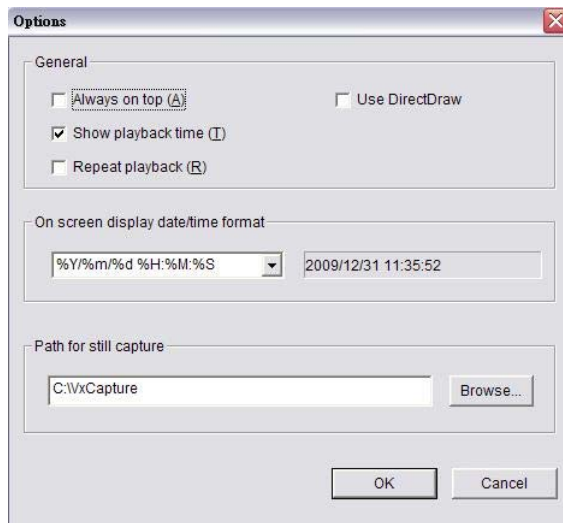 Options
General
Always on top (A)
Use DirectDraw
Show playback time (T)
Repeat playback (R)
On screen display date/time format
%Y/%m/%d %H:%M:%S
2009/12/31 11:35:52
Path for still capture
C:\VxCapture
Browse...
OK
Cancel